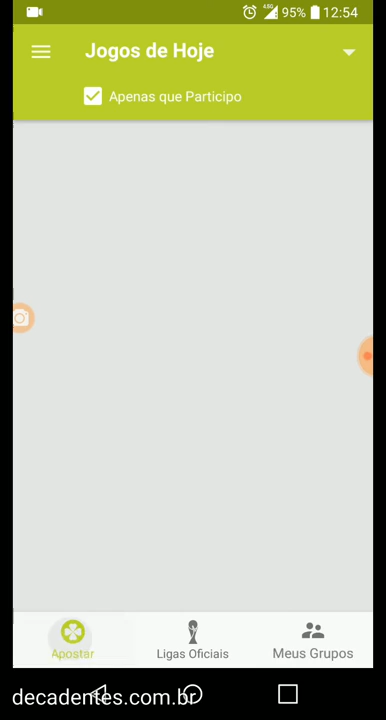 95% 12:54
Jogos de Hoje
Apenas que Participo
Apostar
Ligas Oficiais
Meus Grupos
decadentes.com.br